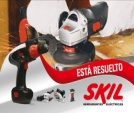 ESTÁ RESUELTO
SKIL
HERRAMIENTAS ELÉCTRICAS